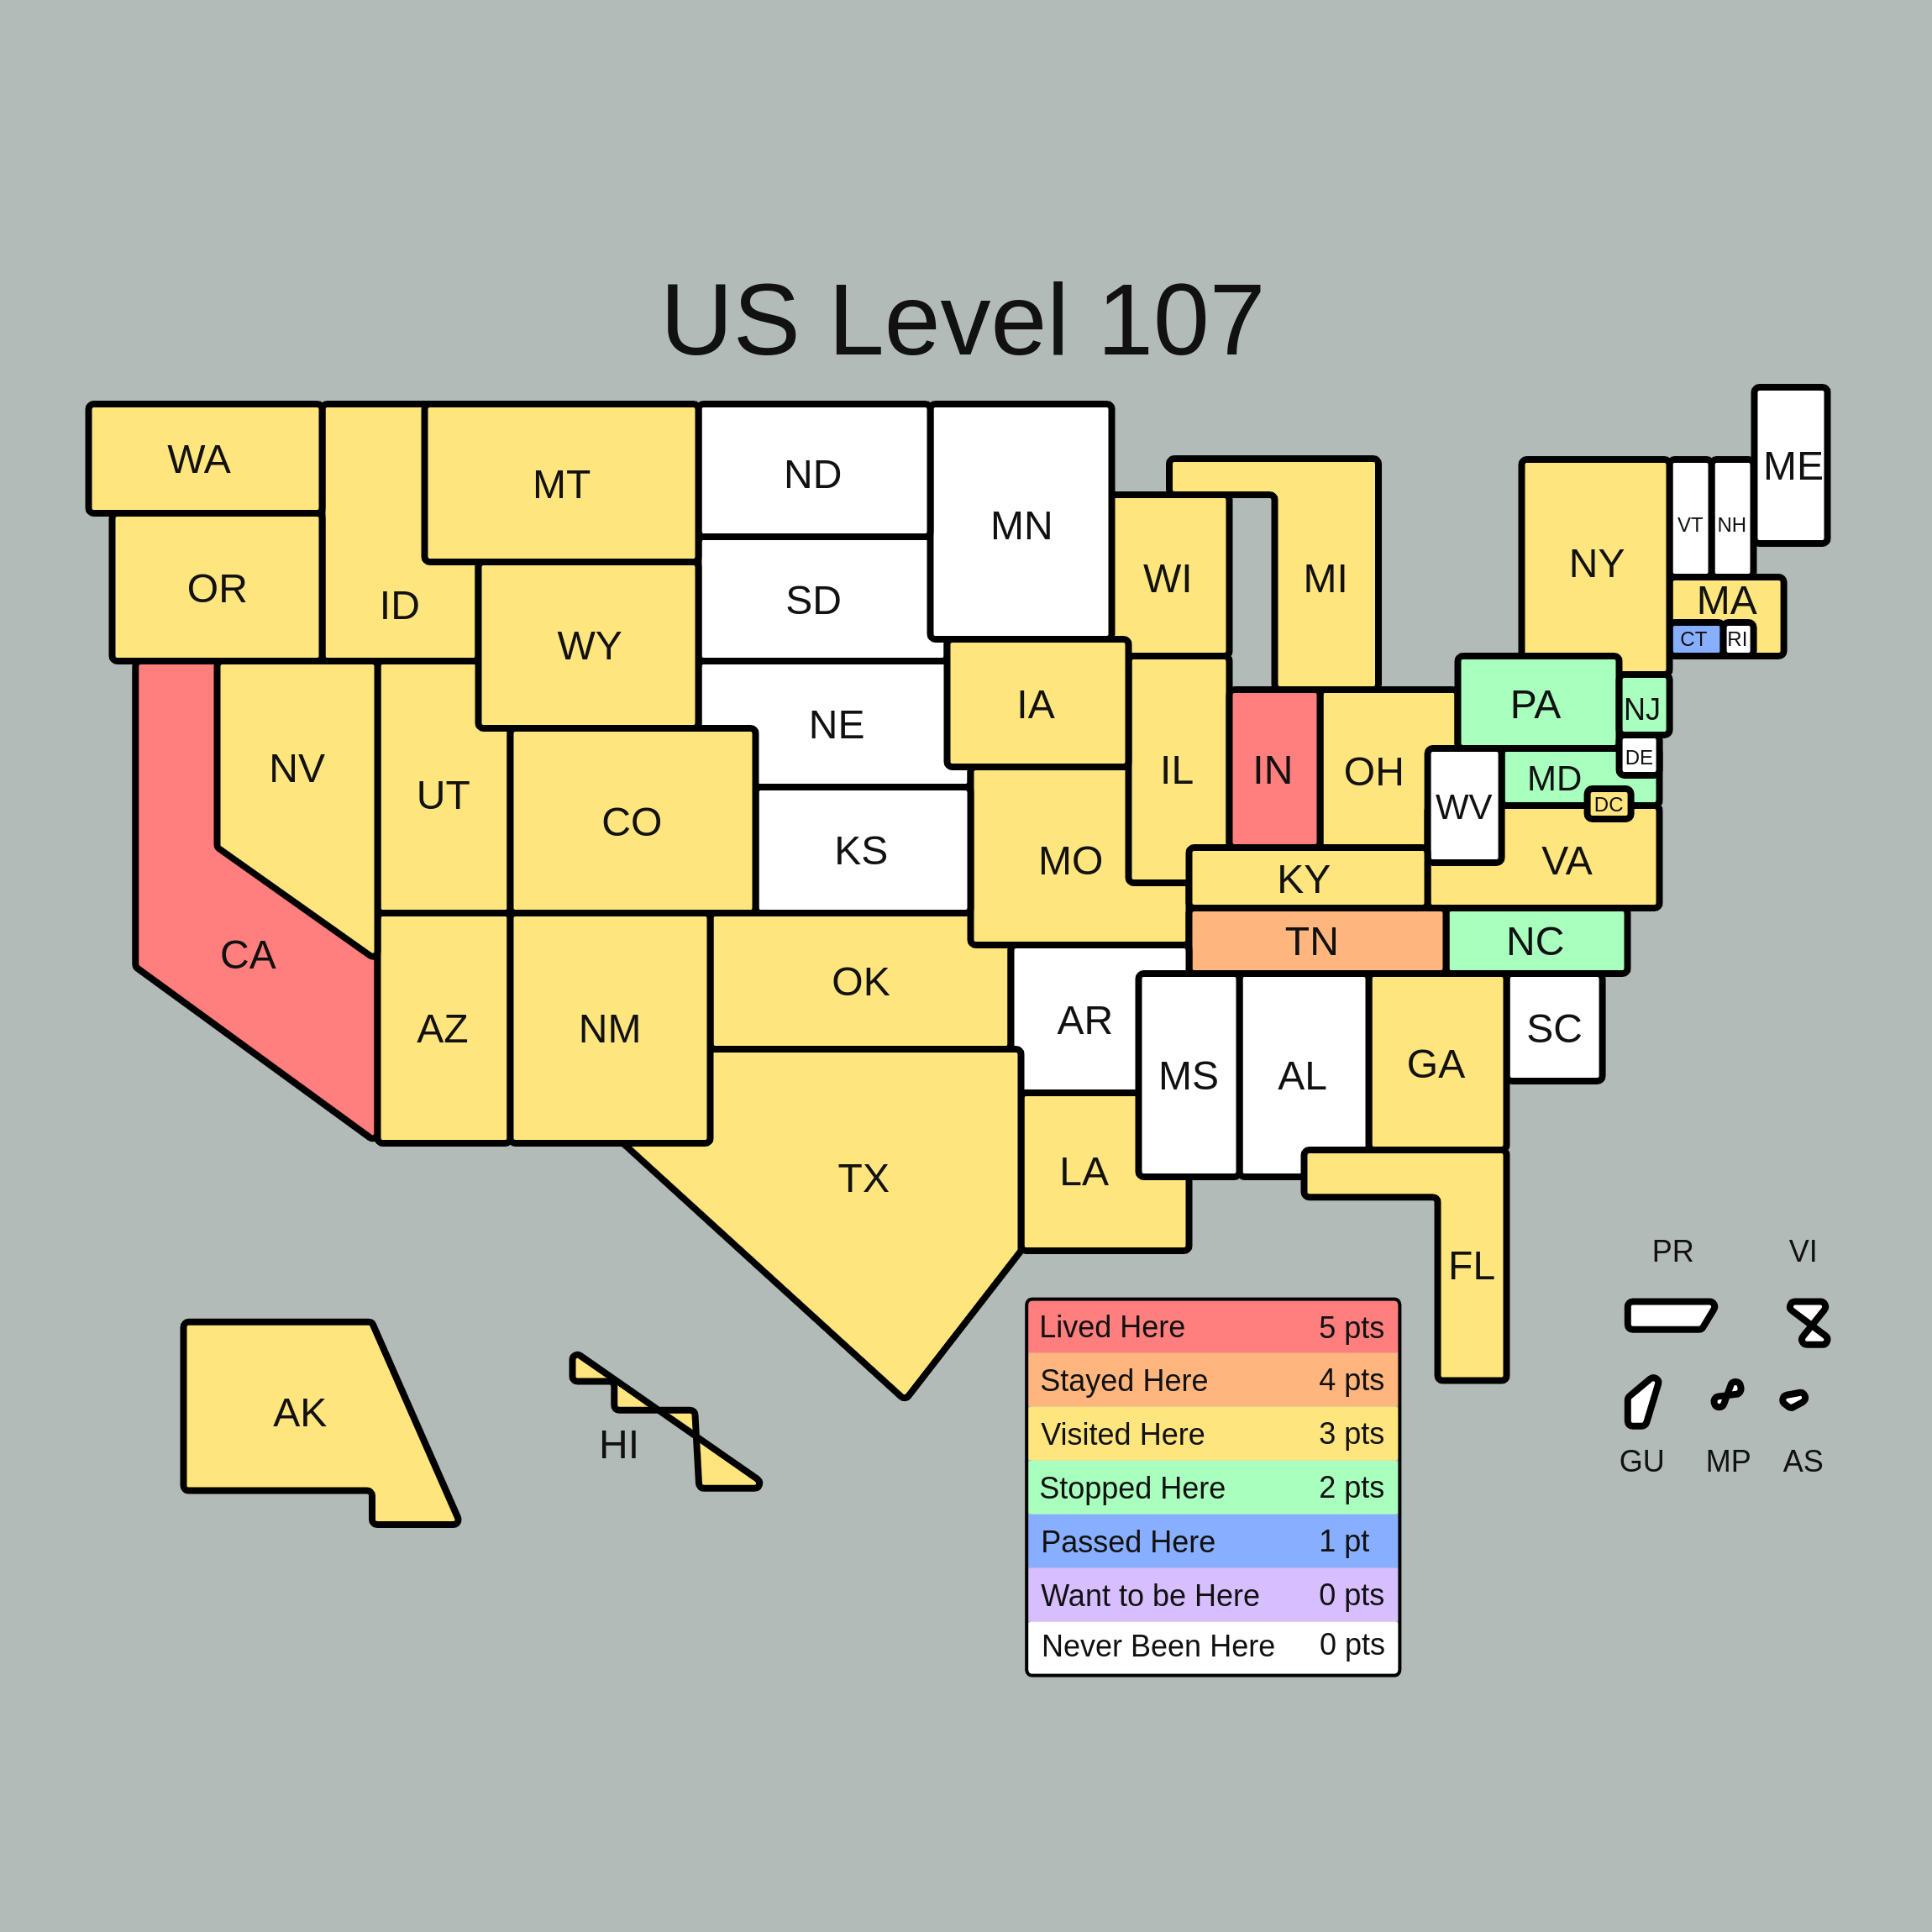 US Level 107
WA
MT
ND
MN
ME
OR
ID
WY
SD
WI
MI
NY
VT
NH
MA
CT
RI
NV
UT
CO
NE
IA
IL
IN
OH
PA
NJ
DE
MD
DC
WV
VA
KS
MO
KY
CA
AZ
NM
OK
AR
TN
NC
SC
MS
AL
GA
TX
LA
FL
AK
HI
PR
VI
GU
MP
AS
Lived Here 5 pts
Stayed Here 4 pts
Visited Here 3 pts
Stopped Here 2 pts
Passed Here 1 pt
Want to be Here 0 pts
Never Been Here 0 pts